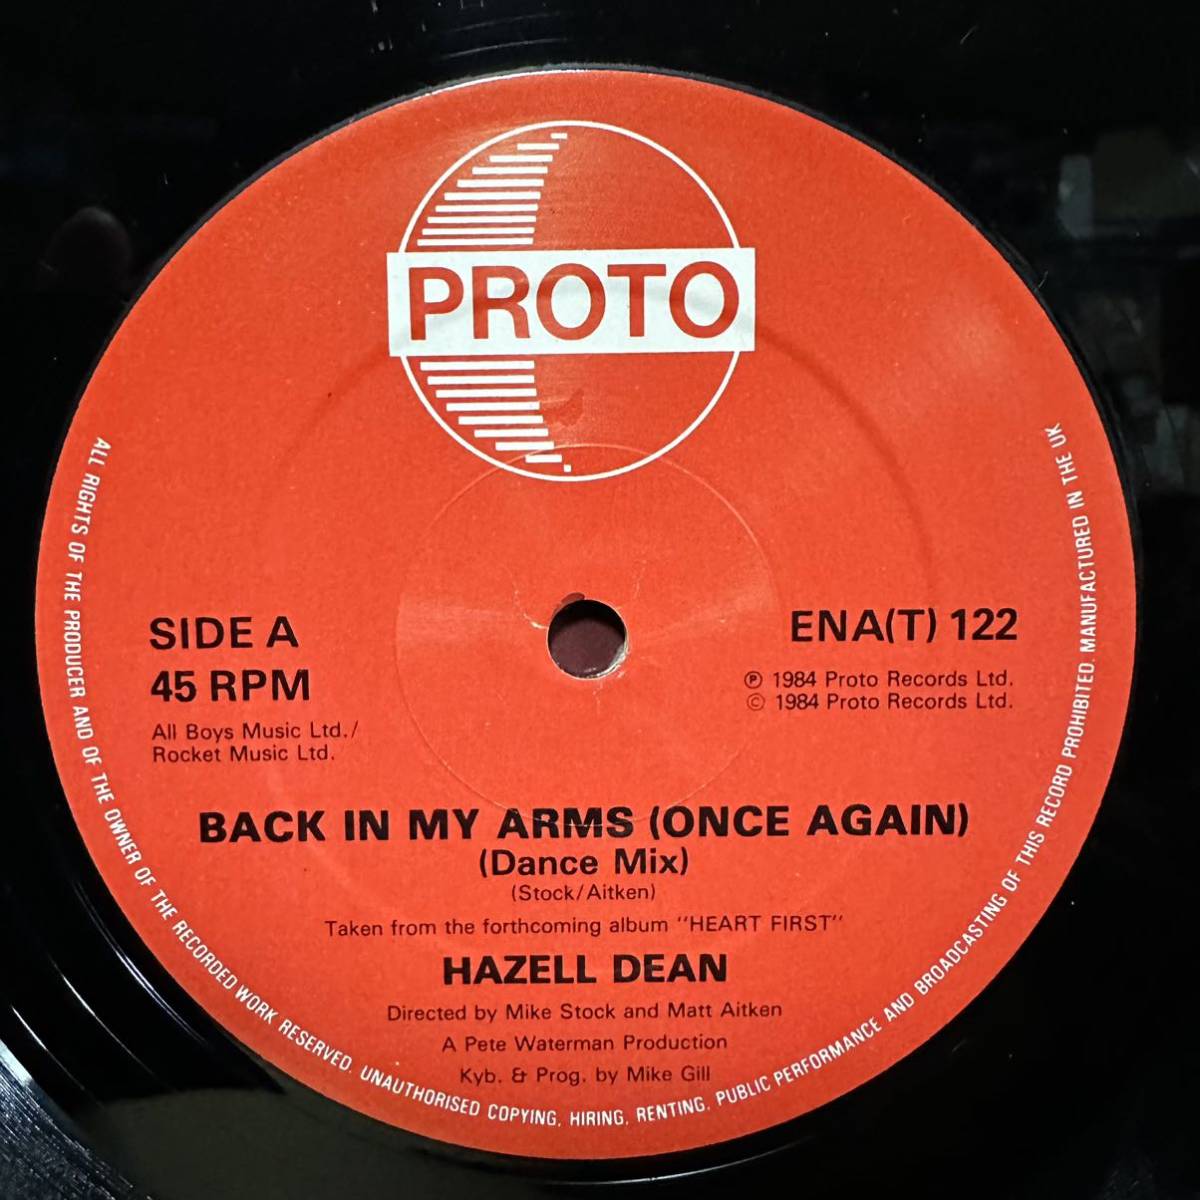 PROTO
SIDE A
45 RPM
All Boys Music Ltd./
Rocket Music Ltd.
ENA(T) 122
Ⓟ 1984 Proto Records Ltd.
© 1984 Proto Records Ltd.
BACK IN MY ARMS (ONCE AGAIN)
(Dance Mix)
(Stock/Aitken)
Taken from the forthcoming album "HEART FIRST"
HAZELL DEAN
Directed by Mike Stock and Matt Aitken
A Pete Waterman Production
Kyb. & Prog. by Mike Gill
ALL RIGHTS OF THE PRODUCER AND OF THE OWNER OF THE RECORDED WORK RESERVED. UNAUTHORISED COPYING, HIRING, RENTING, PUBLIC PERFORMANCE AND BROADCASTING OF THIS RECORD PROHIBITED. MANUFACTURED IN THE UK